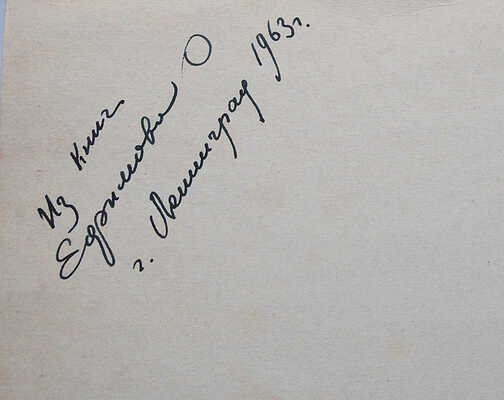 Из книг
Ефимова О
г. Ленинград 1963г.